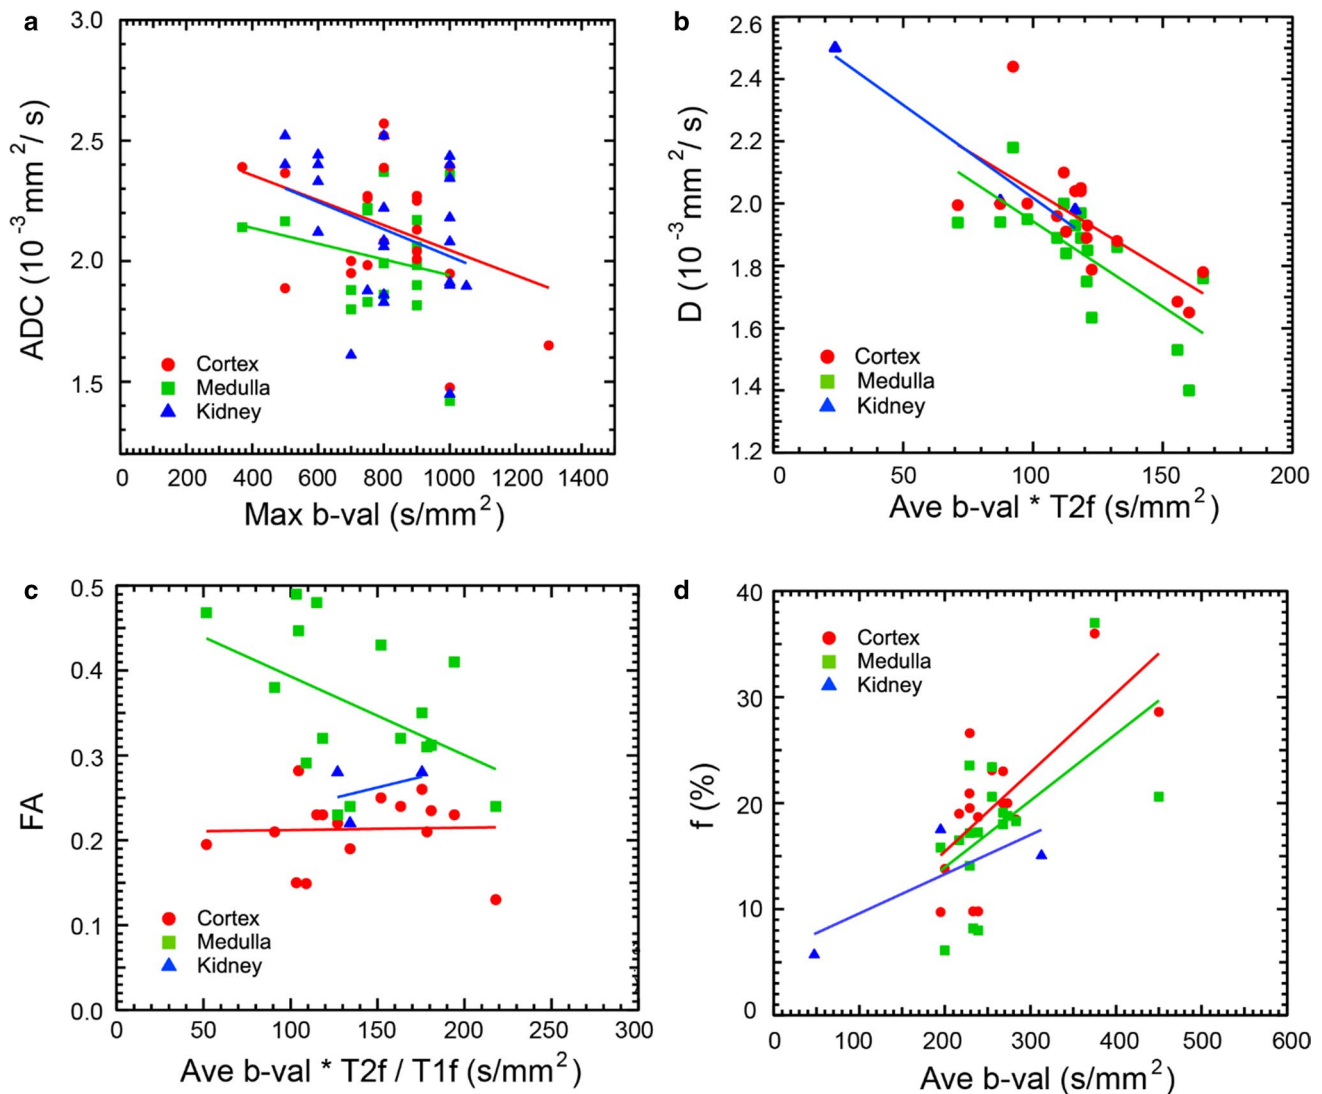 a
3.0
2.5
2.0
1.5
ADC (10⁻³mm²/ s)
Cortex
Medulla
Kidney
0 200 400 600 800 1000 1200 1400
Max b-val (s/mm²)
b
2.6
2.4
2.2
2.0
1.8
1.6
1.4
1.2
D (10⁻³mm²/ s)
Cortex
Medulla
Kidney
0 50 100 150 200
Ave b-val * T2f (s/mm²)
c
0.5
0.4
0.3
0.2
0.1
0.0
FA
Cortex
Medulla
Kidney
0 50 100 150 200 250 300
Ave b-val * T2f / T1f (s/mm²)
d
40
30
20
10
0
f (%)
Cortex
Medulla
Kidney
0 100 200 300 400 500 600
Ave b-val (s/mm²)